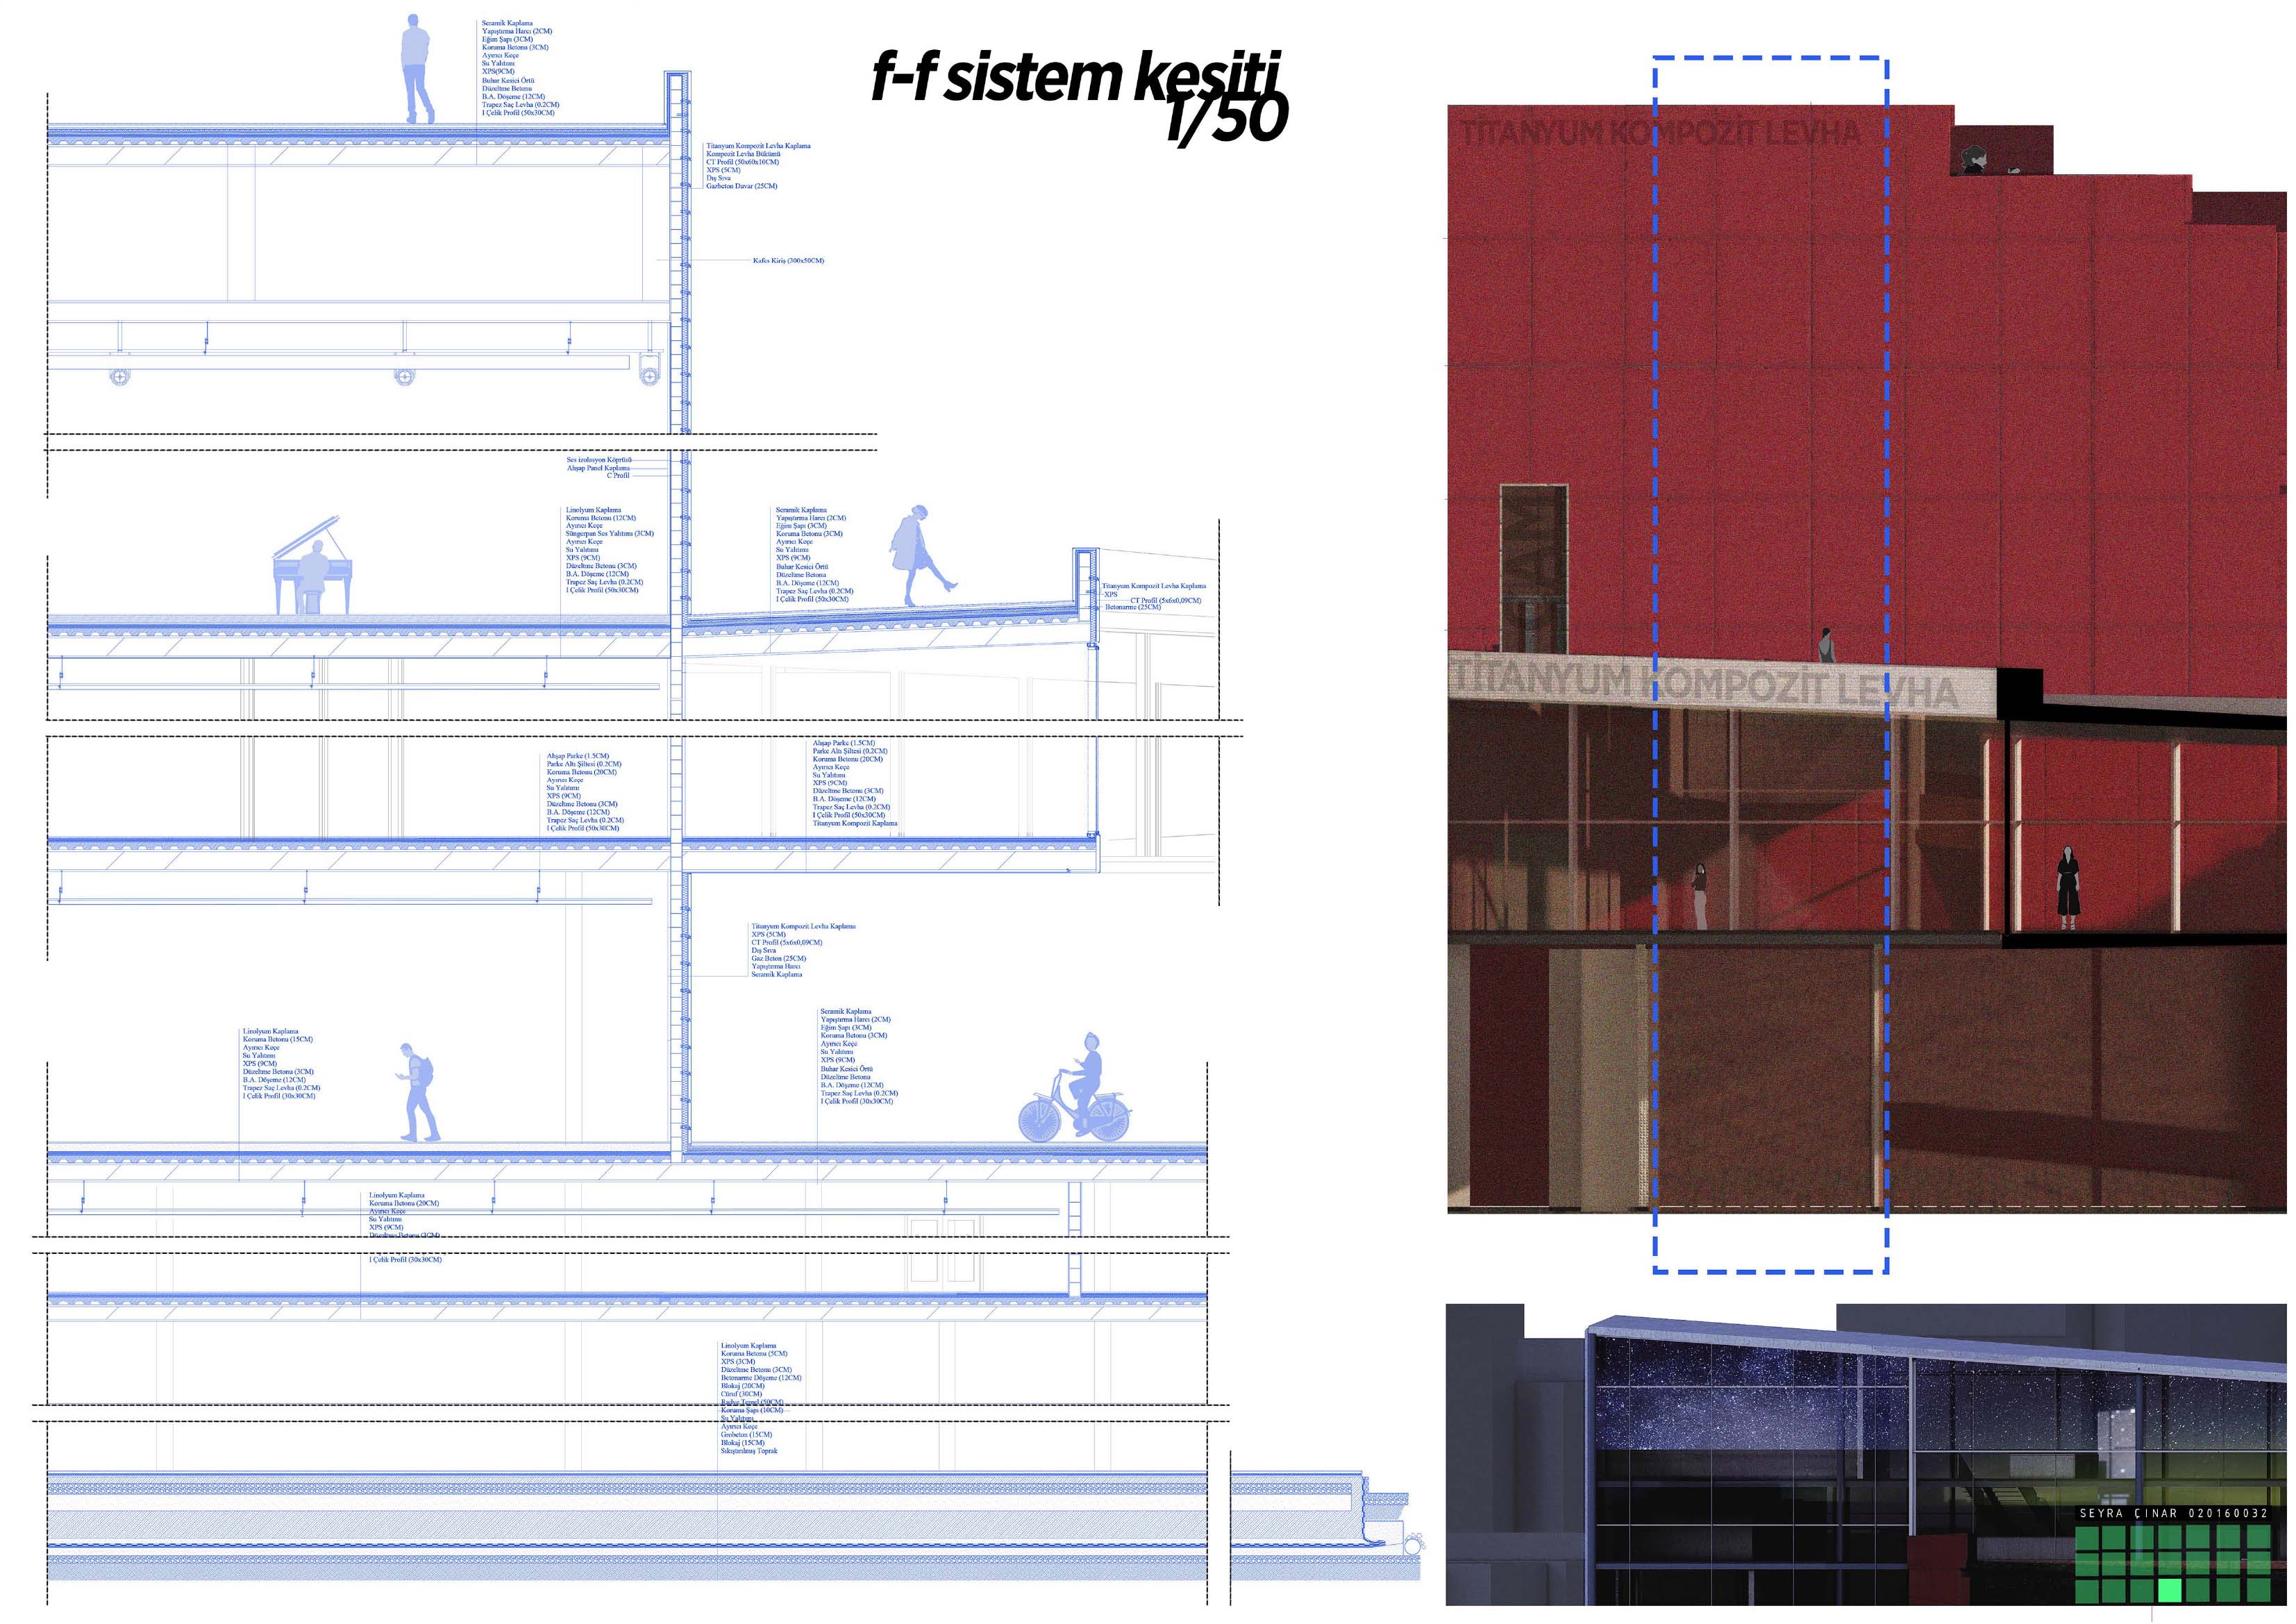 f-f sistem kesiti
1/50
Seramik Kaplama
Yapıştırma Harcı (2CM)
Eğim Şapı (3CM)
Koruma Betonu (3CM)
Ayırıcı Keçe
Su Yalıtımı
XPS(9CM)
Buhar Kesici Örtü
Düzeltme Betonu
B.A. Döşeme (12CM)
Trapez Saç Levha (0.2CM)
I Çelik Profil (50x30CM)
Titanyum Kompozit Levha Kaplama
Kompozit Levha Bükümü
CT Profil (50x60x10CM)
XPS (5CM)
Dış Sıva
Gazbeton Duvar (25CM)
Kafes Kiriş (300x50CM)
Ses izolasyon Köprüsü
Ahşap Panel Kaplama
C Profil
Linolyum Kaplama
Koruma Betonu (12CM)
Ayırıcı Keçe
Süngerpan Ses Yalıtımı (3CM)
Ayırıcı Keçe
Su Yalıtımı
XPS (9CM)
Düzeltme Betonu (3CM)
B.A. Döşeme (12CM)
Trapez Saç Levha (0.2CM)
I Çelik Profil (50x30CM)
Seramik Kaplama
Yapıştırma Harcı (2CM)
Eğim Şapı (3CM)
Koruma Betonu (3CM)
Ayırıcı Keçe
Su Yalıtımı
XPS (9CM)
Buhar Kesici Örtü
Düzeltme Betonu
B.A. Döşeme (12CM)
Trapez Saç Levha (0.2CM)
I Çelik Profil (50x30CM)
Titanyum Kompozit Levha Kaplama
XPS
CT Profil (5x6x0,09CM)
Betonarme (25CM)
Ahşap Parke (1.5CM)
Parke Altı Şiltesi (0.2CM)
Koruma Betonu (20CM)
Ayırıcı Keçe
Su Yalıtımı
XPS (9CM)
Düzeltme Betonu (3CM)
B.A. Döşeme (12CM)
Trapez Saç Levha (0.2CM)
I Çelik Profil (50x30CM)
Ahşap Parke (1.5CM)
Parke Altı Şiltesi (0.2CM)
Koruma Betonu (20CM)
Ayırıcı Keçe
Su Yalıtımı
XPS (9CM)
Düzeltme Betonu (3CM)
B.A. Döşeme (12CM)
Trapez Saç Levha (0.2CM)
I Çelik Profil (50x30CM)
Titanyum Kompozit Kaplama
Titanyum Kompozit Levha Kaplama
XPS (5CM)
CT Profil (5x6x0,09CM)
Dış Sıva
Gaz Beton (25CM)
Yapıştırma Harcı
Seramik Kaplama
Linolyum Kaplama
Koruma Betonu (15CM)
Ayırıcı Keçe
Su Yalıtımı
XPS (9CM)
Düzeltme Betonu (3CM)
B.A. Döşeme (12CM)
Trapez Saç Levha (0.2CM)
I Çelik Profil (30x30CM)
Seramik Kaplama
Yapıştırma Harcı (2CM)
Eğim Şapı (3CM)
Koruma Betonu (3CM)
Ayırıcı Keçe
Su Yalıtımı
XPS (9CM)
Buhar Kesici Örtü
Düzeltme Betonu
B.A. Döşeme (12CM)
Trapez Saç Levha (0.2CM)
I Çelik Profil (30x30CM)
Linolyum Kaplama
Koruma Betonu (20CM)
Ayırıcı Keçe
Su Yalıtımı
XPS (9CM)
Düzeltme Betonu (3CM)
I Çelik Profil (30x30CM)
Linolyum Kaplama
Koruma Betonu (5CM)
XPS (3CM)
Düzeltme Betonu (3CM)
Betonarme Döşeme (12CM)
Blokaj (20CM)
Cüruf (30CM)
Radye Temel (50CM)
Koruma Şapı (10CM)
Su Yalıtımı
Ayırıcı Keçe
Grobeton (15CM)
Blokaj (15CM)
Sıkıştırılmış Toprak
TİTANYUM KOMPOZİT LEVHA
TİTANYUM KOMPOZİT LEVHA
SEYRA ÇINAR 020160032